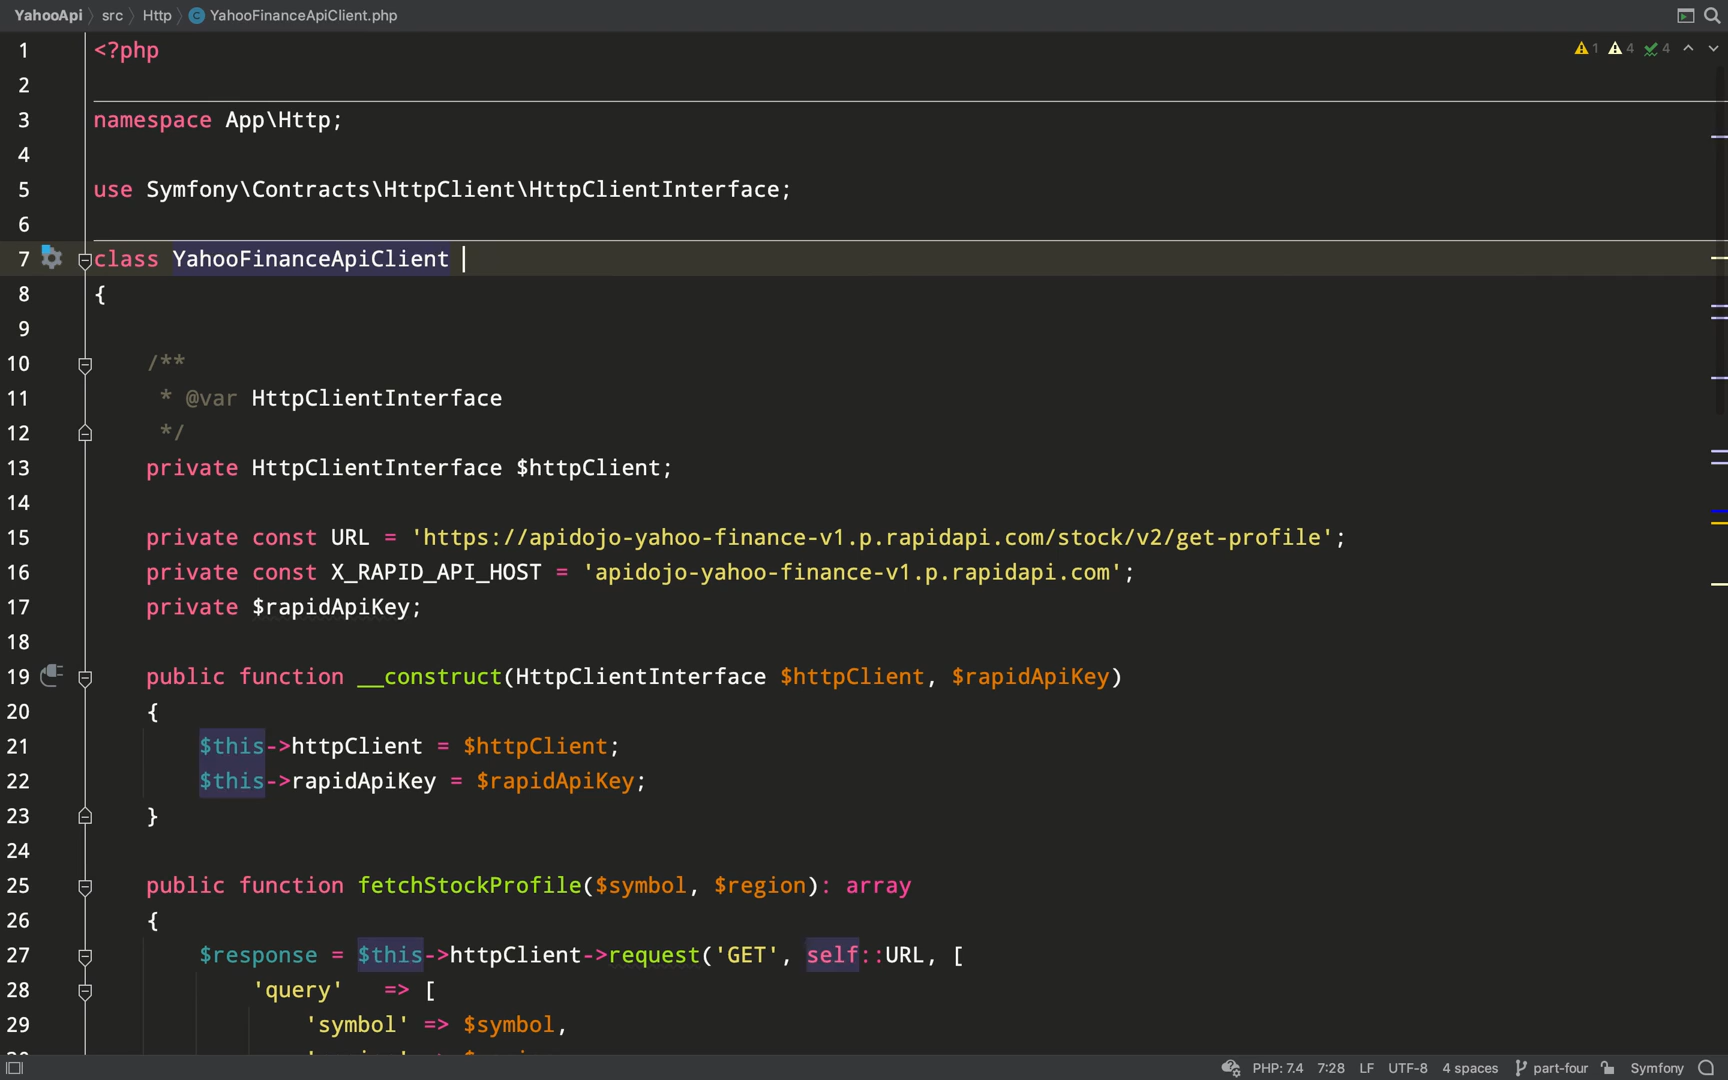 YahooApi src Http C YahooFinanceApiClient.php
1 4 4
1 <?php
2
3 namespace App\Http;
4
5 use Symfony\Contracts\HttpClient\HttpClientInterface;
6
7 class YahooFinanceApiClient
8 {
9
10 /**
11 * @var HttpClientInterface
12 */
13 private HttpClientInterface $httpClient;
14
15 private const URL = 'https://apidojo-yahoo-finance-v1.p.rapidapi.com/stock/v2/get-profile';
16 private const X_RAPID_API_HOST = 'apidojo-yahoo-finance-v1.p.rapidapi.com';
17 private $rapidApiKey;
18
19 public function __construct(HttpClientInterface $httpClient, $rapidApiKey)
20 {
21 $this->httpClient = $httpClient;
22 $this->rapidApiKey = $rapidApiKey;
23 }
24
25 public function fetchStockProfile($symbol, $region): array
26 {
27 $response = $this->httpClient->request('GET', self::URL, [
28 'query' => [
29 'symbol' => $symbol,
PHP: 7.4 7:28 LF UTF-8 4 spaces part-four Symfony